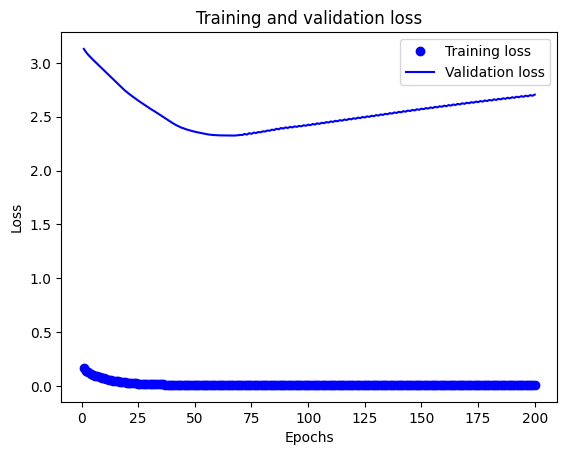 Training and validation loss
Training loss
Validation loss
3.0
2.5
2.0
1.5
1.0
0.5
0.0
Loss
0 25 50 75 100 125 150 175 200
Epochs